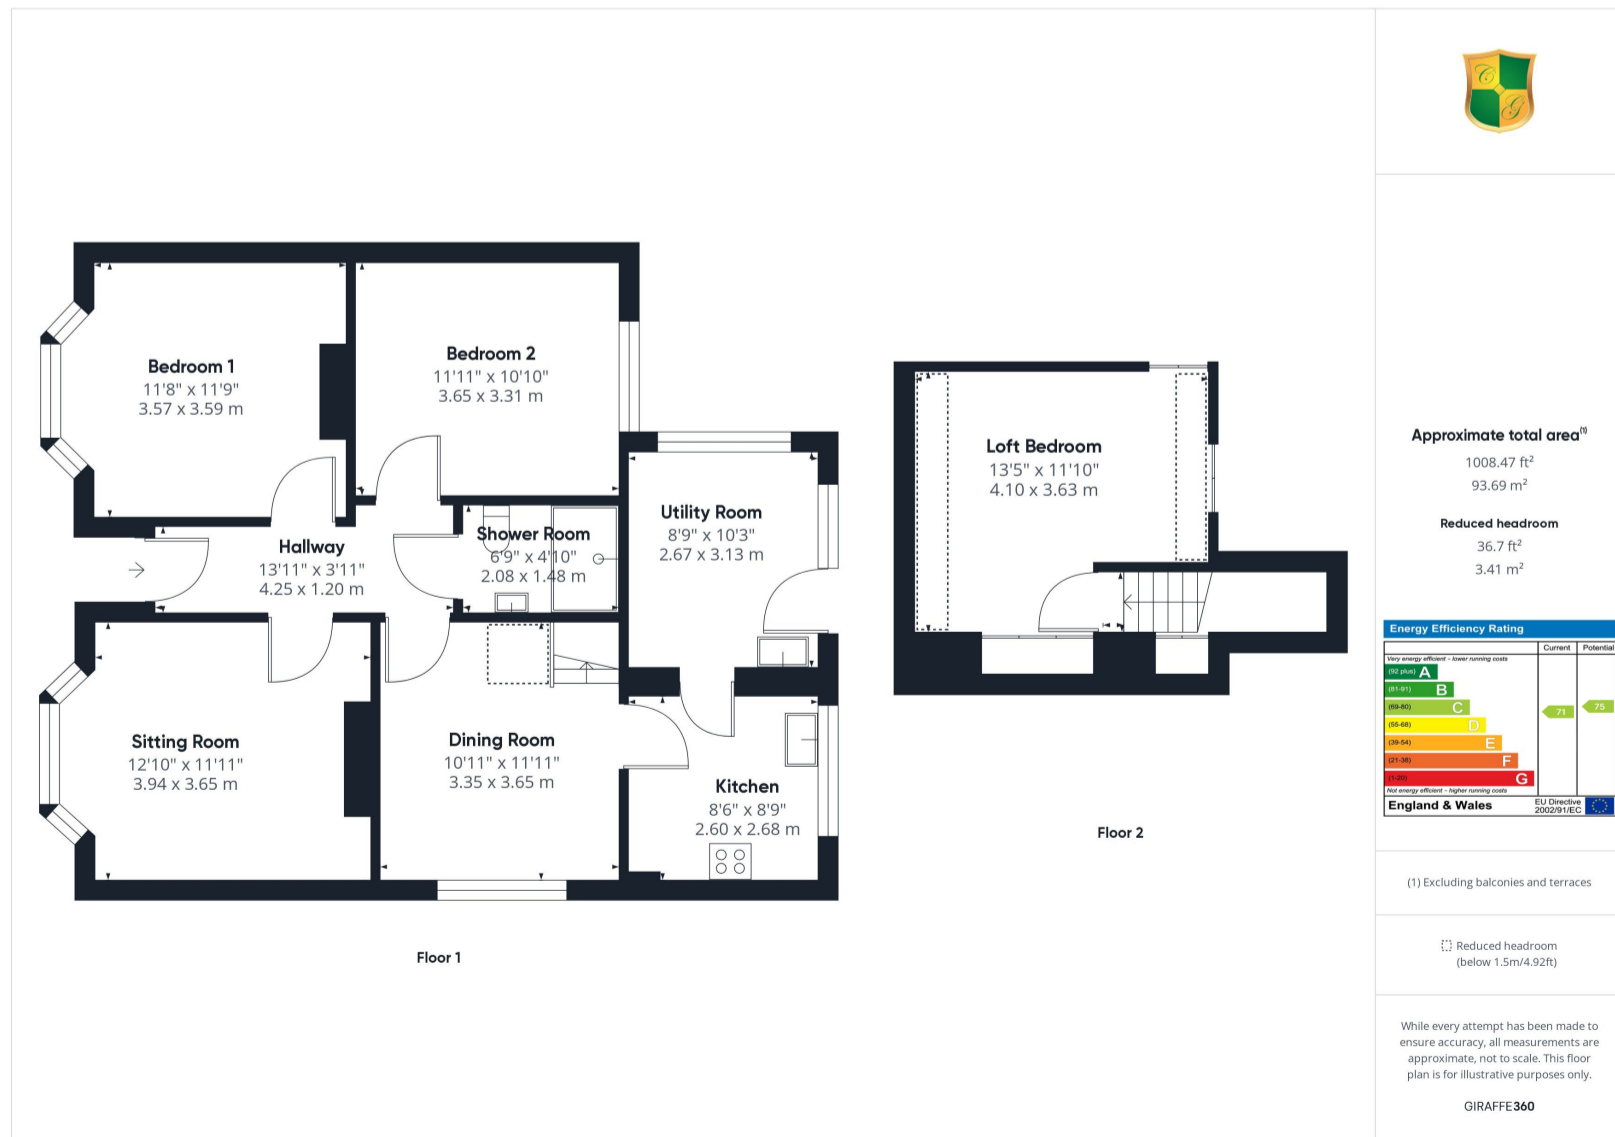 Bedroom 1
11'8" x 11'9"
3.57 x 3.59 m
Bedroom 2
11'11" x 10'10"
3.65 x 3.31 m
Hallway
13'11" x 3'11"
4.25 x 1.20 m
Shower Room
6'9" x 4'10"
2.08 x 1.48 m
Utility Room
8'9" x 10'3"
2.67 x 3.13 m
Sitting Room
12'10" x 11'11"
3.94 x 3.65 m
Dining Room
10'11" x 11'11"
3.35 x 3.65 m
Kitchen
8'6" x 8'9"
2.60 x 2.68 m
Floor 1
Loft Bedroom
13'5" x 11'10"
4.10 x 3.63 m
Floor 2
C
G
Approximate total area(1)
1008.47 ft²
93.69 m²
Reduced headroom
36.7 ft²
3.41 m²
Energy Efficiency Rating
Current Potential
Very energy efficient – lower running costs
(92 plus) A
(81-91) B
(69-80) C
(55-68) D
(39-54) E
(21-38) F
(1-20) G
71
75
Not energy efficient – higher running costs
England & Wales
EU Directive
2002/91/EC
(1) Excluding balconies and terraces
Reduced headroom
(below 1.5m/4.92ft)
While every attempt has been made to
ensure accuracy, all measurements are
approximate, not to scale. This floor
plan is for illustrative purposes only.
GIRAFFE360